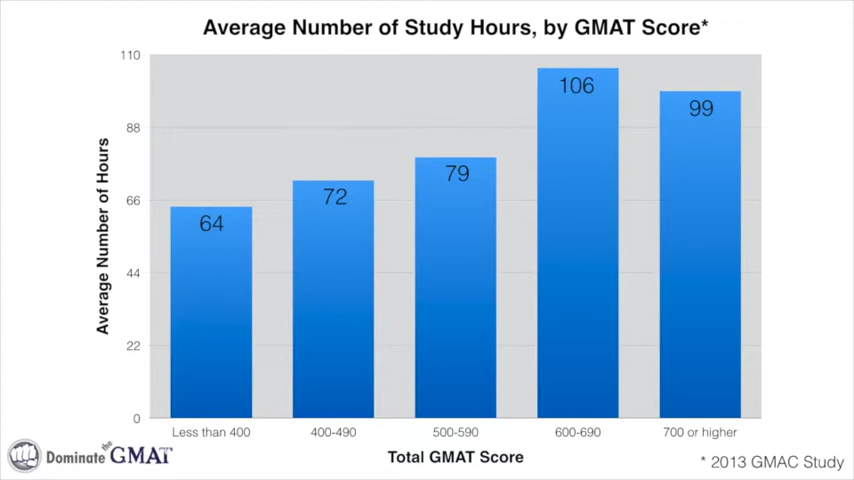 Average Number of Study Hours, by GMAT Score*
110
88
66
44
22
0
Average Number of Hours
64
72
79
106
99
Less than 400
400-490
500-590
600-690
700 or higher
Total GMAT Score
Dominate the GMAT
* 2013 GMAC Study